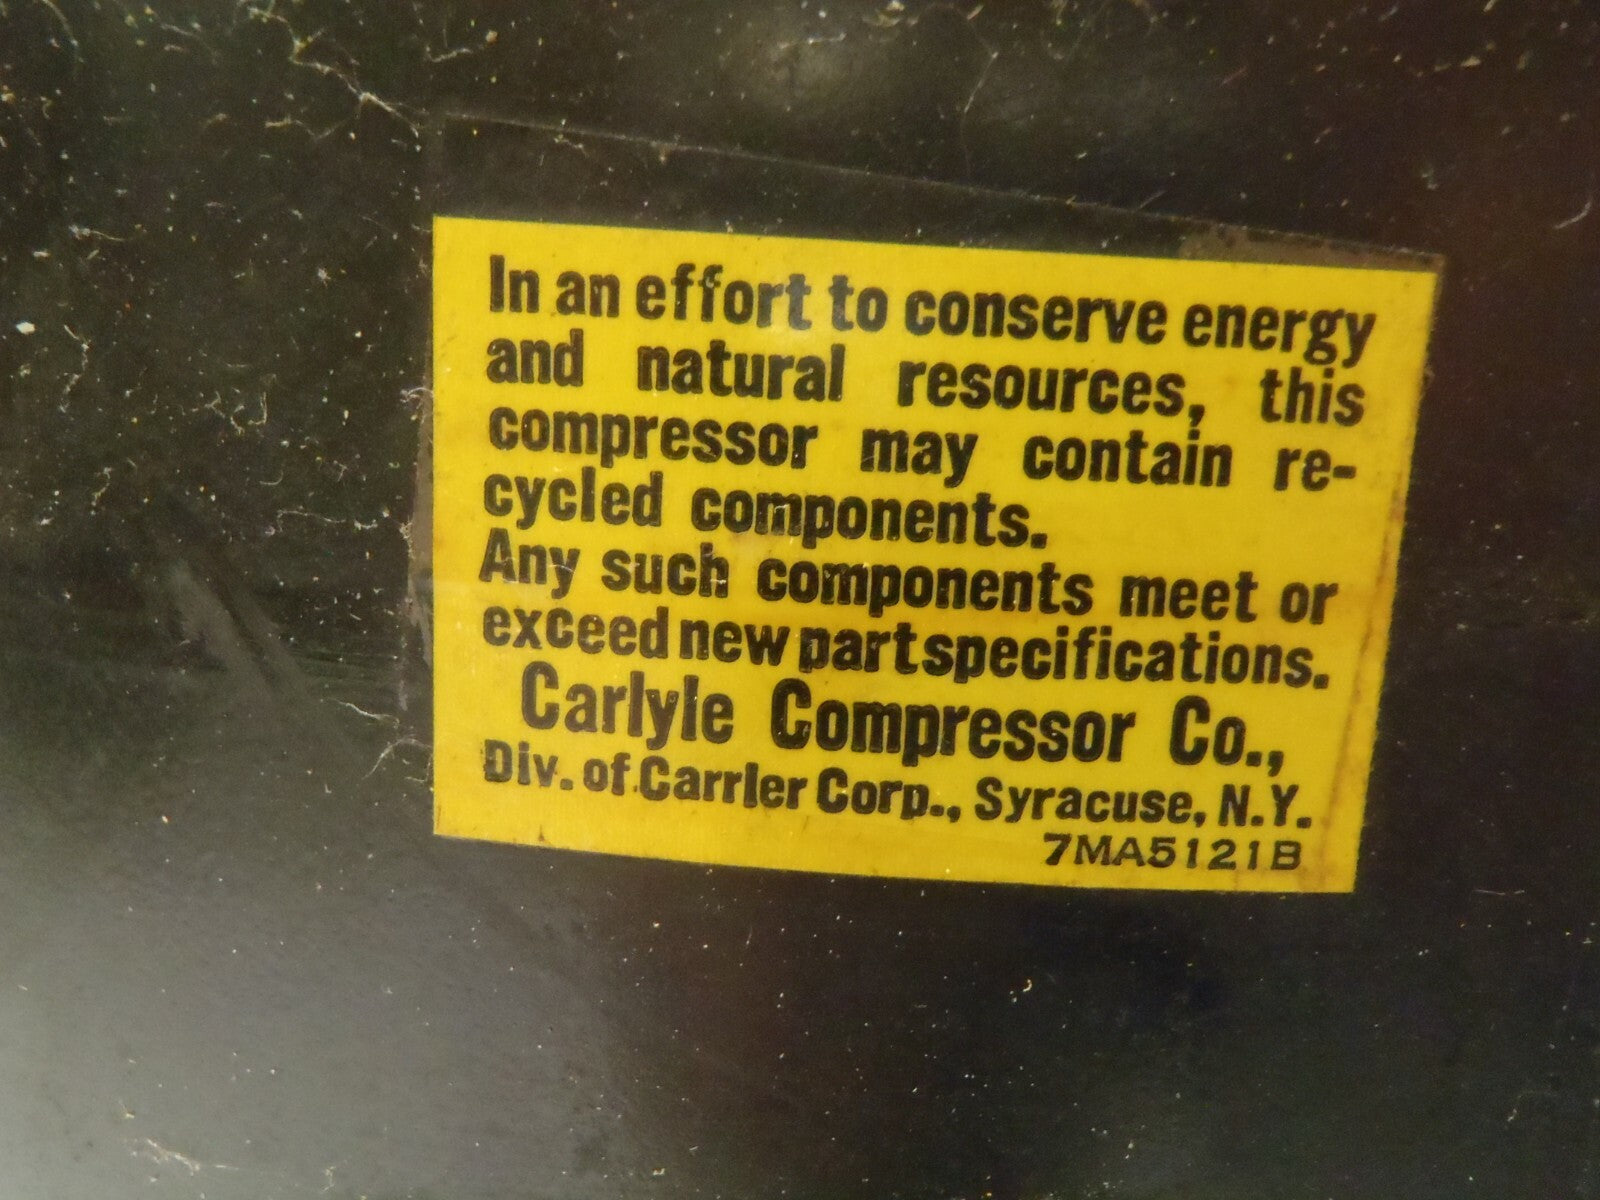 In an effort to conserve energy
and natural resources, this
compressor may contain re-
cycled components.
Any such components meet or
exceed new part specifications.
Carlyle Compressor Co.,
Div. of Carrier Corp., Syracuse, N.Y.
7MA5121B